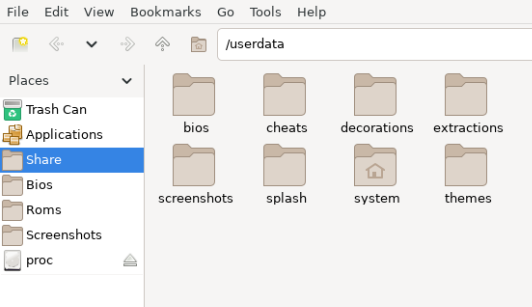 File Edit View Bookmarks Go Tools Help
/userdata
Places
Trash Can
Applications
Share
Bios
Roms
Screenshots
proc
bios cheats decorations extractions
screenshots splash system themes